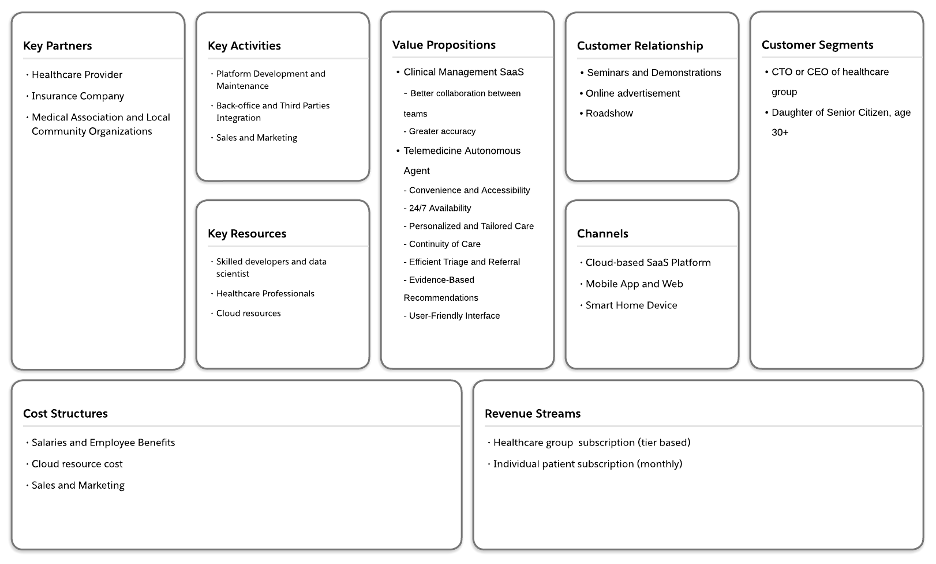 Key Partners
· Healthcare Provider
· Insurance Company
· Medical Association and Local
Community Organizations
Key Activities
· Platform Development and
Maintenance
· Back-office and Third Parties
Integration
· Sales and Marketing
Key Resources
· Skilled developers and data
scientist
· Healthcare Professionals
· Cloud resources
Value Propositions
• Clinical Management SaaS
- Better collaboration between
teams
- Greater accuracy
• Telemedicine Autonomous
Agent
- Convenience and Accessibility
- 24/7 Availability
- Personalized and Tailored Care
- Continuity of Care
- Efficient Triage and Referral
- Evidence-Based
Recommendations
- User-Friendly Interface
Customer Relationship
• Seminars and Demonstrations
• Online advertisement
• Roadshow
Channels
· Cloud-based SaaS Platform
· Mobile App and Web
· Smart Home Device
Customer Segments
• CTO or CEO of healthcare
group
• Daughter of Senior Citizen, age
30+
Cost Structures
· Salaries and Employee Benefits
· Cloud resource cost
· Sales and Marketing
Revenue Streams
· Healthcare group subscription (tier based)
· Individual patient subscription (monthly)